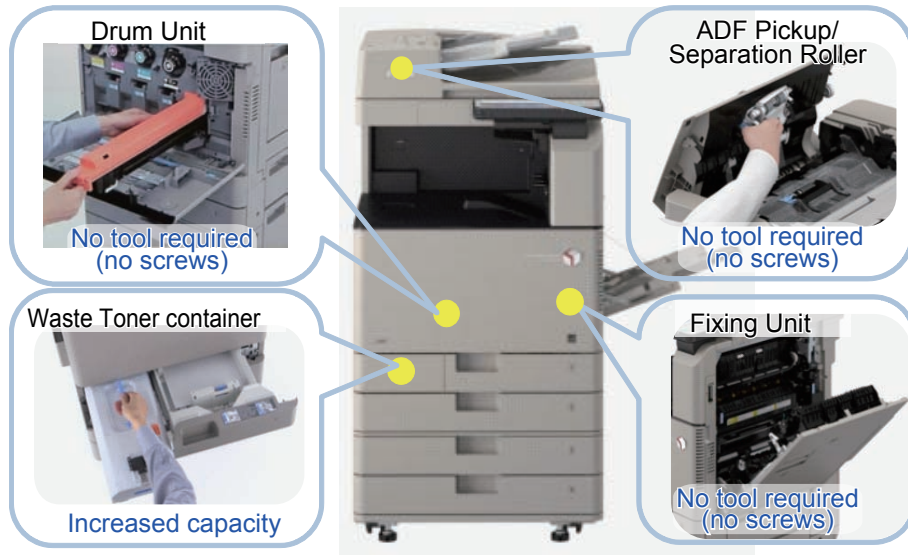 Drum Unit
No tool required
(no screws)
ADF Pickup/
Separation Roller
No tool required
(no screws)
Waste Toner container
Increased capacity
Fixing Unit
No tool required
(no screws)